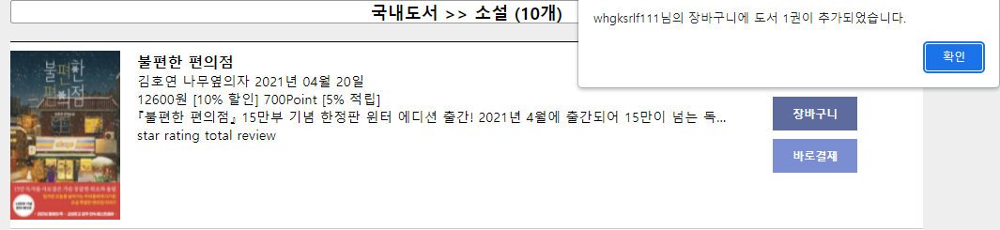 국내도서 >> 소설 (10개)
whgksrlf111님의 장바구니에 도서 1권이 추가되었습니다.
확인
불편한 편의점
김호연 나무옆의자 2021년 04월 20일
12600원 [10% 할인] 700Point [5% 적립]
『불편한 편의점』 15만부 기념 한정판 윈터 에디션 출간! 2021년 4월에 출간되어 15만이 넘는 독...
star rating total review
장바구니
바로결제
불편한
편의점